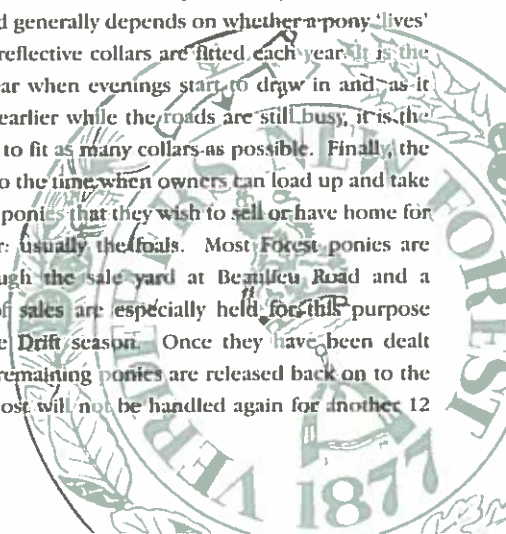 d generally depends on whether a pony 'lives'
reflective collars are fitted each year. It is the
ar when evenings start to draw in and, as it
earlier while the roads are still busy, it is the
to fit as many collars as possible. Finally, the
o the time when owners can load up and take
ponies that they wish to sell or have home for
r: usually the foals. Most Forest ponies are
ugh the sale yard at Beaulieu Road and a
of sales are especially held for this purpose
e Drift season. Once they have been dealt
remaining ponies are released back on to the
ost will not be handled again for another 12
VERDERERS NEW FOREST
1877